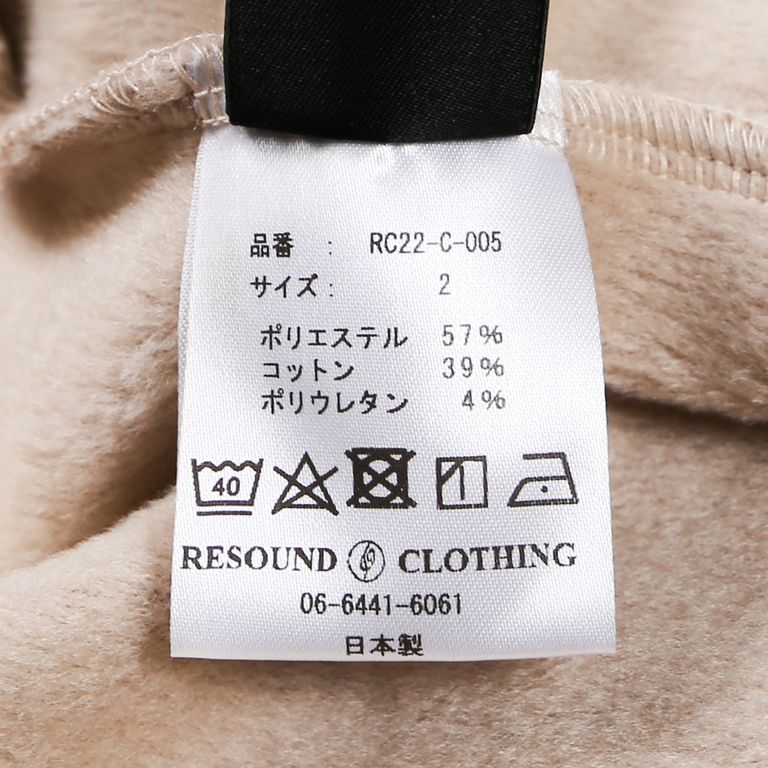 品番 : RC22-C-005
サイズ: 2
ポリエステル 57%
コットン 39%
ポリウレタン 4%
40
RESOUND CLOTHING
06-6441-6061
日本製